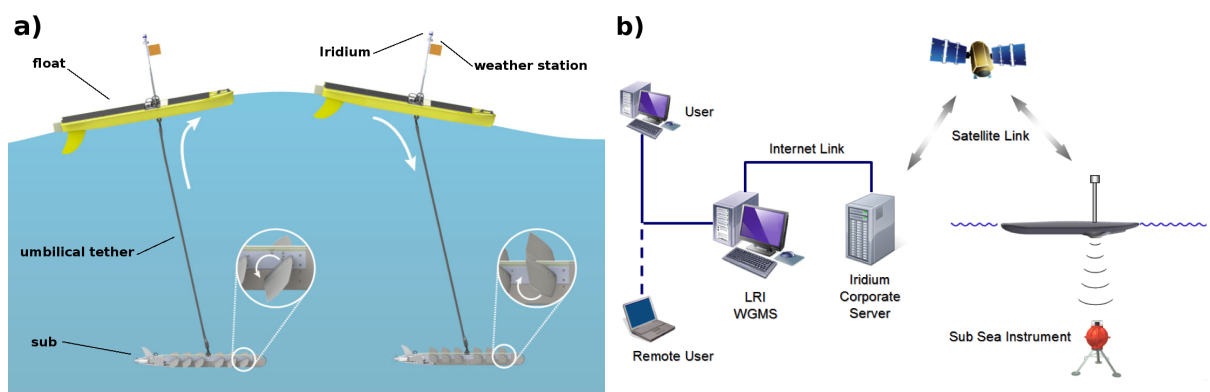 a)
float
Iridium
weather station
umbilical tether
sub
b)
User
Internet Link
Satellite Link
LRI
WGMS
Iridium
Corporate
Server
Remote User
Sub Sea Instrument